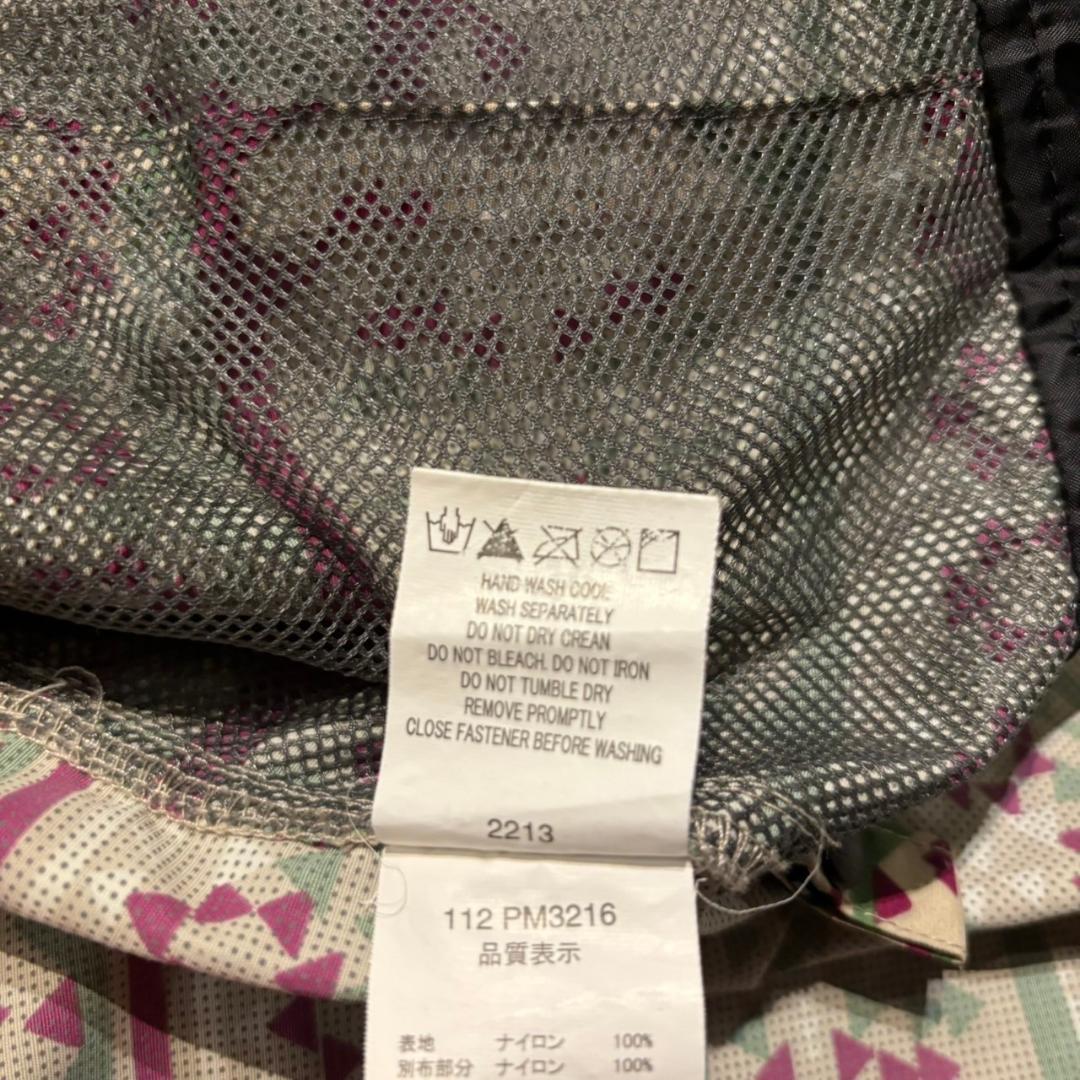 HAND WASH COOL
WASH SEPARATELY
DO NOT DRY CREAN
DO NOT BLEACH. DO NOT IRON
DO NOT TUMBLE DRY
REMOVE PROMPTLY
CLOSE FASTENER BEFORE WASHING
2213
112 PM3216
品質表示
表地 ナイロン 100%
別布部分 ナイロン 100%